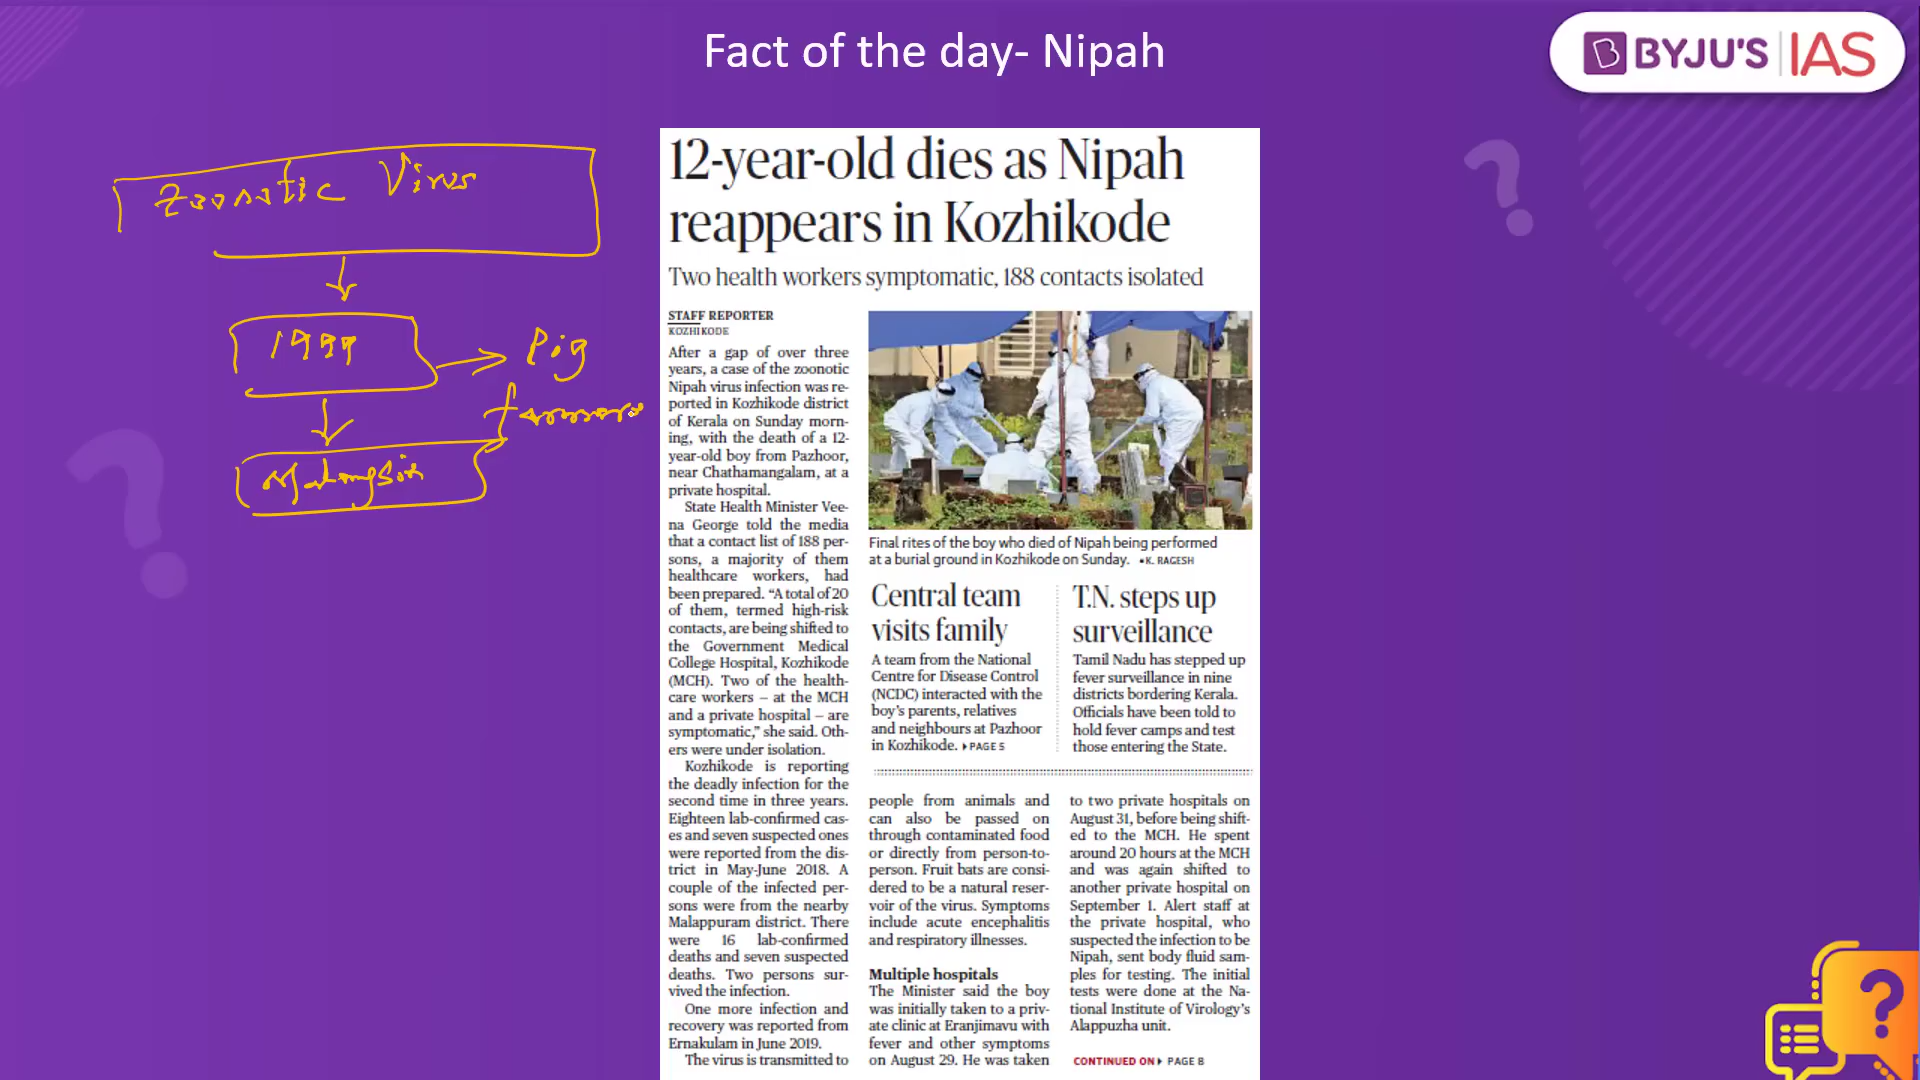 Fact of the day- Nipah
BYJU'S IAS
Zoonotic Virus
1999
Pig
farmers
Malaysia
12-year-old dies as Nipah
reappears in Kozhikode
Two health workers symptomatic, 188 contacts isolated
STAFF REPORTER
KOZHIKODE
After a gap of over three
years, a case of the zoonotic
Nipah virus infection was re-
ported in Kozhikode district
of Kerala on Sunday morn-
ing, with the death of a 12-
year-old boy from Pazhoor,
near Chathamangalam, at a
private hospital.
State Health Minister Vee-
na George told the media
that a contact list of 188 per-
sons, a majority of them
healthcare workers, had
been prepared. “A total of 20
of them, termed high-risk
contacts, are being shifted to
the Government Medical
College Hospital, Kozhikode
(MCH). Two of the health-
care workers – at the MCH
and a private hospital – are
symptomatic,” she said. Oth-
ers were under isolation.
Kozhikode is reporting
the deadly infection for the
second time in three years.
Eighteen lab-confirmed cas-
es and seven suspected ones
were reported from the dis-
trict in May-June 2018. A
couple of the infected per-
sons were from the nearby
Malappuram district. There
were 16 lab-confirmed
deaths and seven suspected
deaths. Two persons sur-
vived the infection.
One more infection and
recovery was reported from
Ernakulam in June 2019.
The virus is transmitted to
Final rites of the boy who died of Nipah being performed
at a burial ground in Kozhikode on Sunday. •K. RAGESH
Central team
visits family
A team from the National
Centre for Disease Control
(NCDC) interacted with the
boy's parents, relatives
and neighbours at Pazhoor
in Kozhikode. PAGE 5
T.N. steps up
surveillance
Tamil Nadu has stepped up
fever surveillance in nine
districts bordering Kerala.
Officials have been told to
hold fever camps and test
those entering the State.
people from animals and
can also be passed on
through contaminated food
or directly from person-to-
person. Fruit bats are consi-
dered to be a natural reser-
voir of the virus. Symptoms
include acute encephalitis
and respiratory illnesses.
Multiple hospitals
The Minister said the boy
was initially taken to a priv-
ate clinic at Eranjimavu with
fever and other symptoms
on August 29. He was taken
to two private hospitals on
August 31, before being shift-
ed to the MCH. He spent
around 20 hours at the MCH
and was again shifted to
another private hospital on
September 1. Alert staff at
the private hospital, who
suspected the infection to be
Nipah, sent body fluid sam-
ples for testing. The initial
tests were done at the Na-
tional Institute of Virology's
Alappuzha unit.
CONTINUED ON PAGE 8